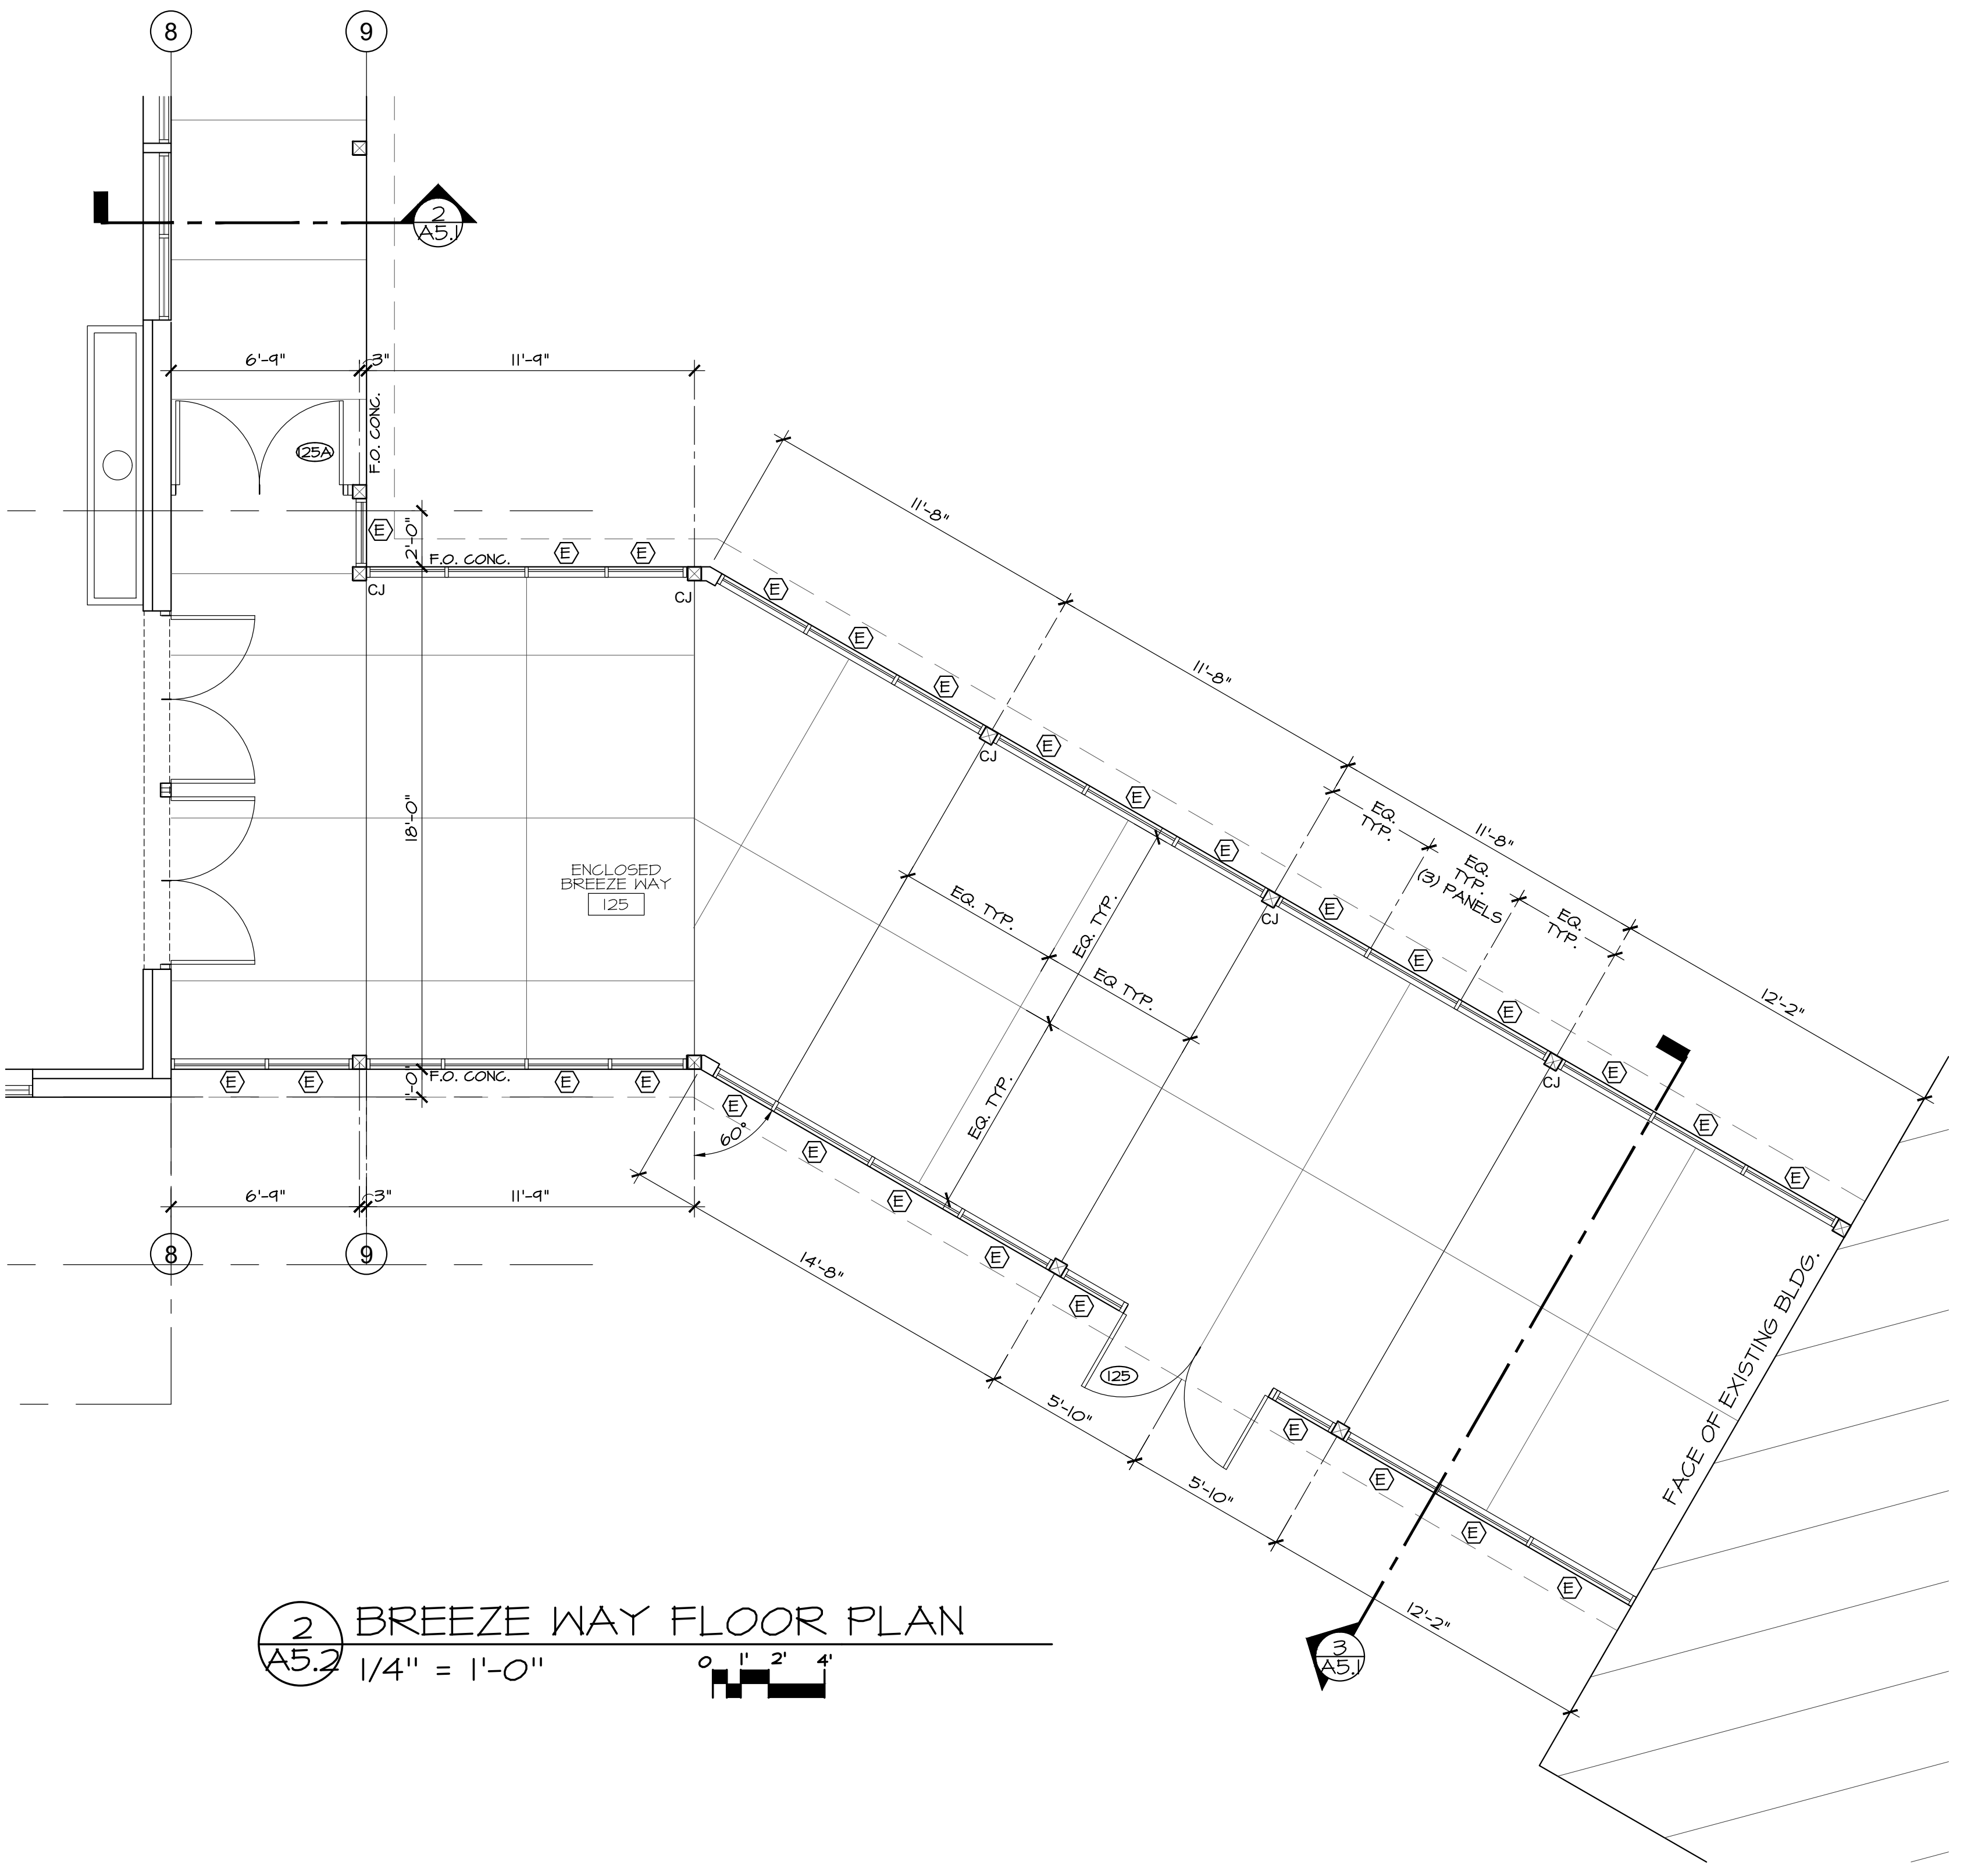 8
9
2
A5.1
6'-9"
3"
11'-9"
F.O. CONC.
125A
11'-8"
E
2'-0"
F.O. CONC.
E
E
CJ
CJ
E
E
E
11'-8"
CJ
E
E
E
11'-8"
EQ.
TYP.
EQ.
TYP.
(3) PANELS
EQ.
TYP.
18'-0"
ENCLOSED
BREEZE WAY
125
EQ. TYP.
EQ. TYP.
EQ TYP.
EQ. TYP.
CJ
E
E
E
12'-2"
CJ
E
E
E
E
E
1'-0"
F.O. CONC.
E
E
E
60°
E
E
E
E
125
6'-9"
3"
11'-9"
8
9
14'-8"
5'-10"
5'-10"
12'-2"
E
E
E
E
FACE OF EXISTING BLDG.
3
A5.1
2
A5.2
BREEZE WAY FLOOR PLAN
1/4" = 1'-0"
0 1' 2' 4'